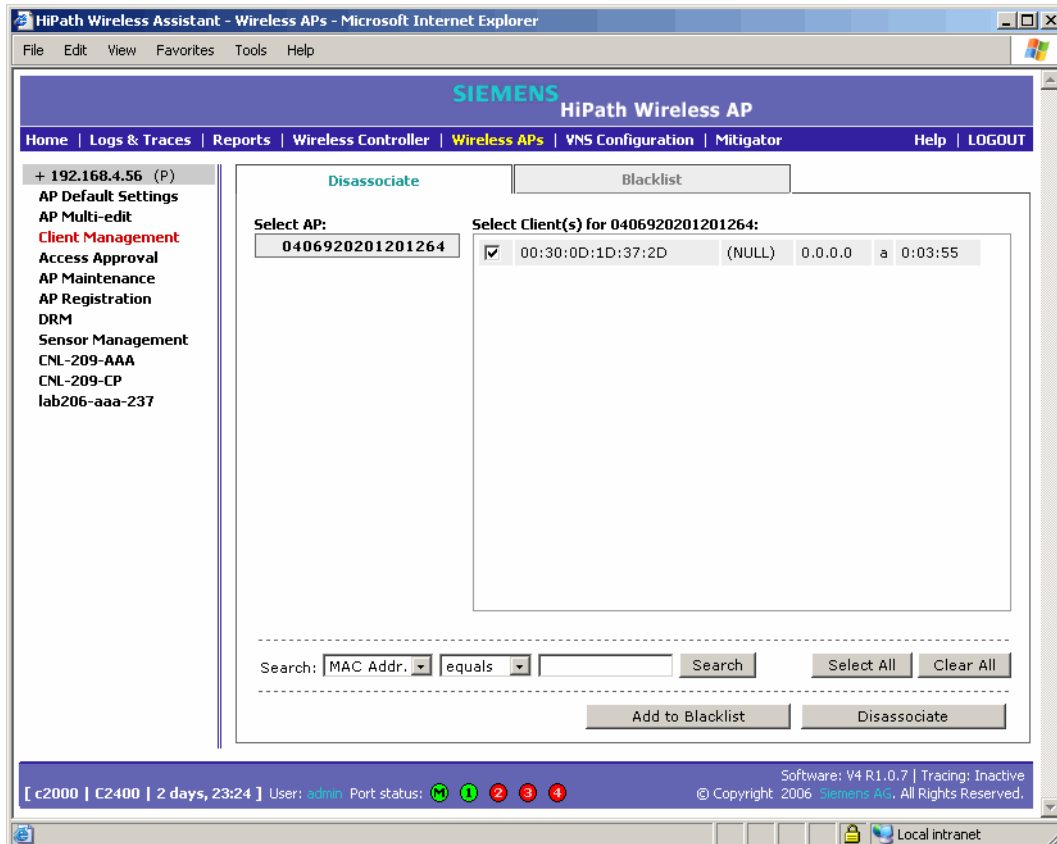 HiPath Wireless Assistant - Wireless APs - Microsoft Internet Explorer
File Edit View Favorites Tools Help
SIEMENS
HiPath Wireless AP
Home | Logs & Traces | Reports | Wireless Controller | Wireless APs | VNS Configuration | Mitigator Help | LOGOUT
+ 192.168.4.56 (P)
AP Default Settings
AP Multi-edit
Client Management
Access Approval
AP Maintenance
AP Registration
DRM
Sensor Management
CNL-209-AAA
CNL-209-CP
lab206-aaa-237
Disassociate Blacklist
Select AP:
0406920201201264
Select Client(s) for 0406920201201264:
00:30:0D:1D:37:2D (NULL) 0.0.0.0 a 0:03:55
Search: MAC Addr. equals Search Select All Clear All
Add to Blacklist Disassociate
Software: V4 R1.0.7 | Tracing: Inactive
[ c2000 | C2400 | 2 days, 23:24 ] User: admin Port status: M 1 2 3 4 © Copyright 2006 Siemens AG. All Rights Reserved.
Local intranet